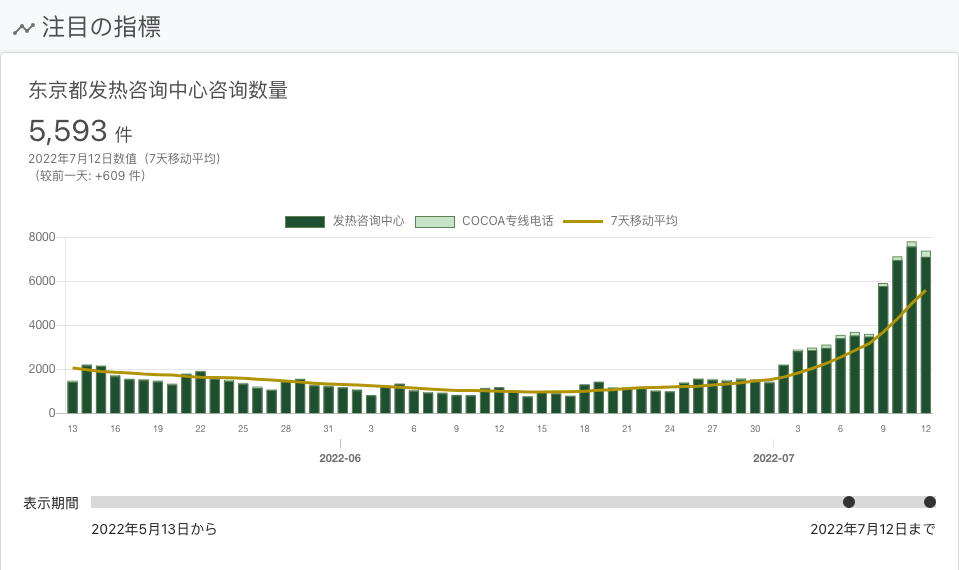 注目の指標
东京都发热咨询中心咨询数量
5,593 件
2022年7月12日数值（7天移动平均）
（较前一天: +609 件）
发热咨询中心 COCOA专线电话 7天移动平均
8000
6000
4000
2000
0
13 16 19 22 25 28 31 3 6 9 12 15 18 21 24 27 30 3 6 9 12
2022-06 2022-07
表示期間
2022年5月13日から 2022年7月12日まで